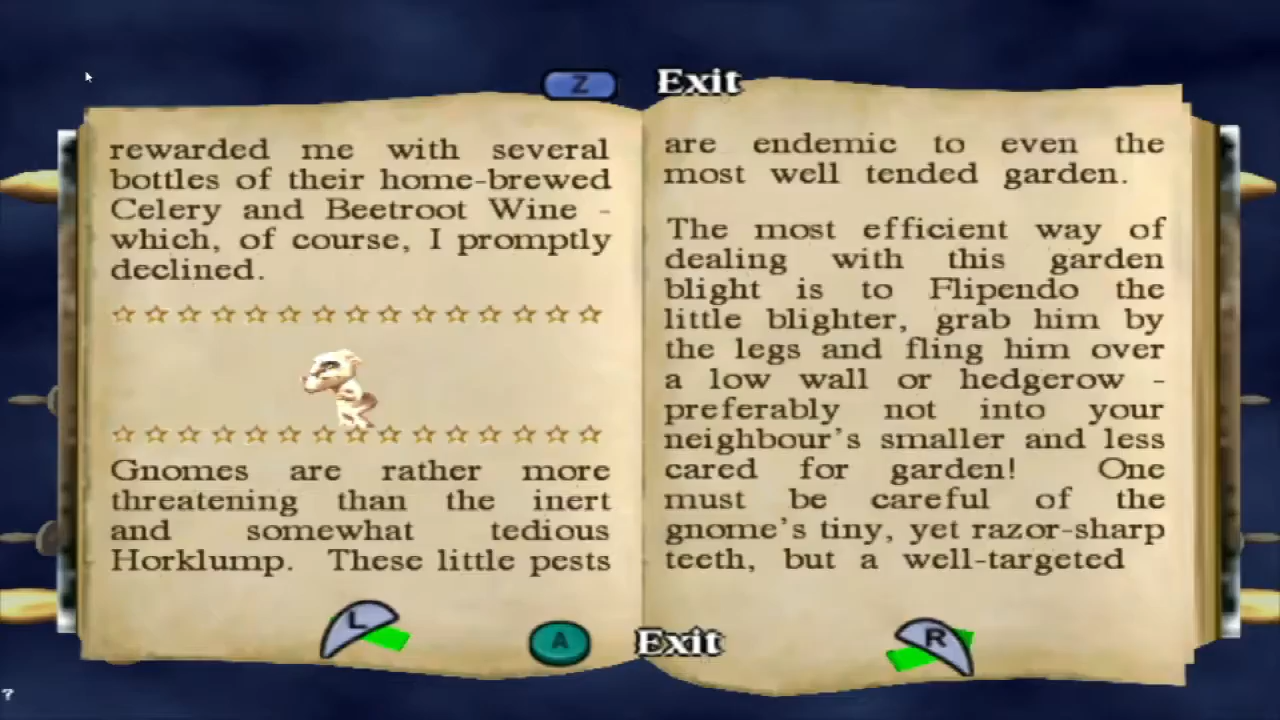 Z Exit
rewarded me with several
bottles of their home-brewed
Celery and Beetroot Wine -
which, of course, I promptly
declined.
Gnomes are rather more
threatening than the inert
and somewhat tedious
Horklump. These little pests
are endemic to even the
most well tended garden.
The most efficient way of
dealing with this garden
blight is to Flipendo the
little blighter, grab him by
the legs and fling him over
a low wall or hedgerow -
preferably not into your
neighbour's smaller and less
cared for garden! One
must be careful of the
gnome's tiny, yet razor-sharp
teeth, but a well-targeted
L
A Exit
R
?